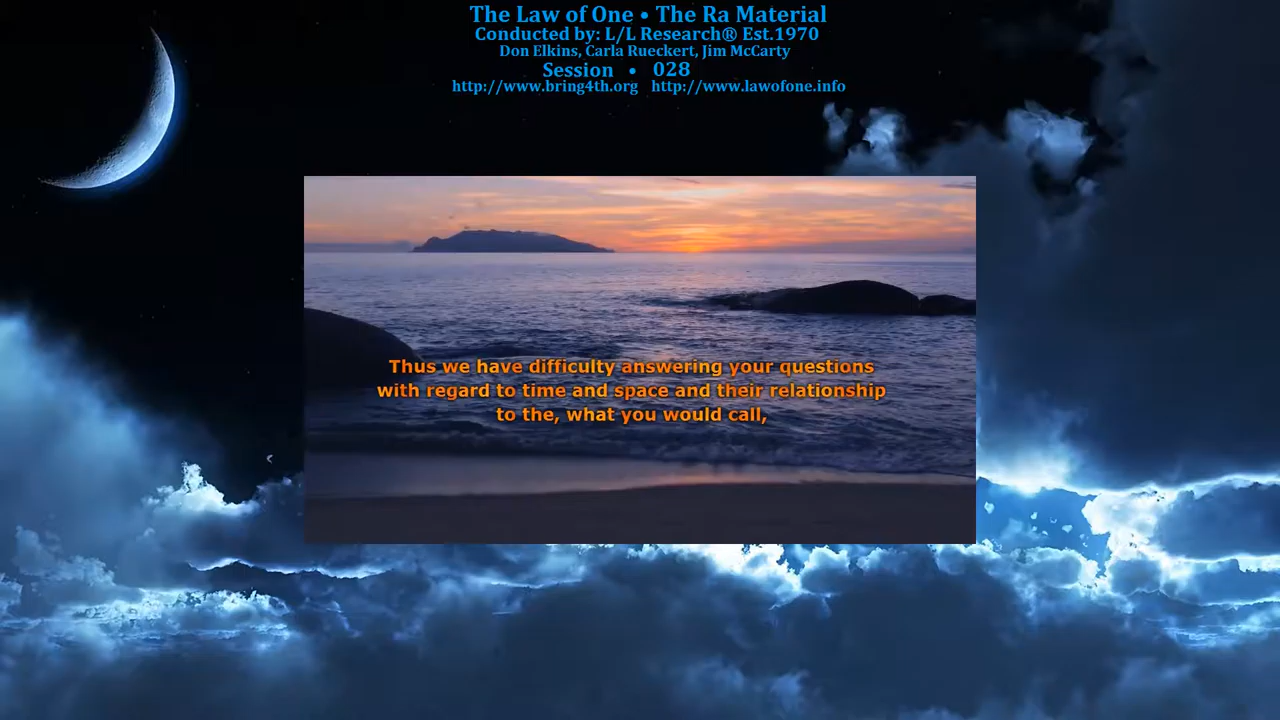 The Law of One • The Ra Material
Conducted by: L/L Research® Est.1970
Don Elkins, Carla Rueckert, Jim McCarty
Session • 028
http://www.bring4th.org http://www.lawofone.info
Thus we have difficulty answering your questions
with regard to time and space and their relationship
to the, what you would call,